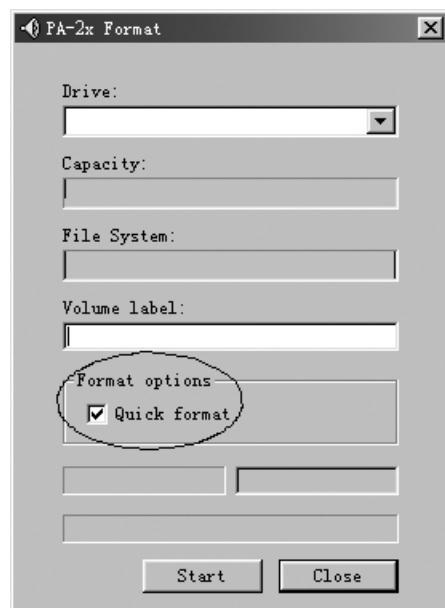 PA-2x Format
Drive:
Capacity:
File System:
Volume label:
Format options
Quick format
Start
Close